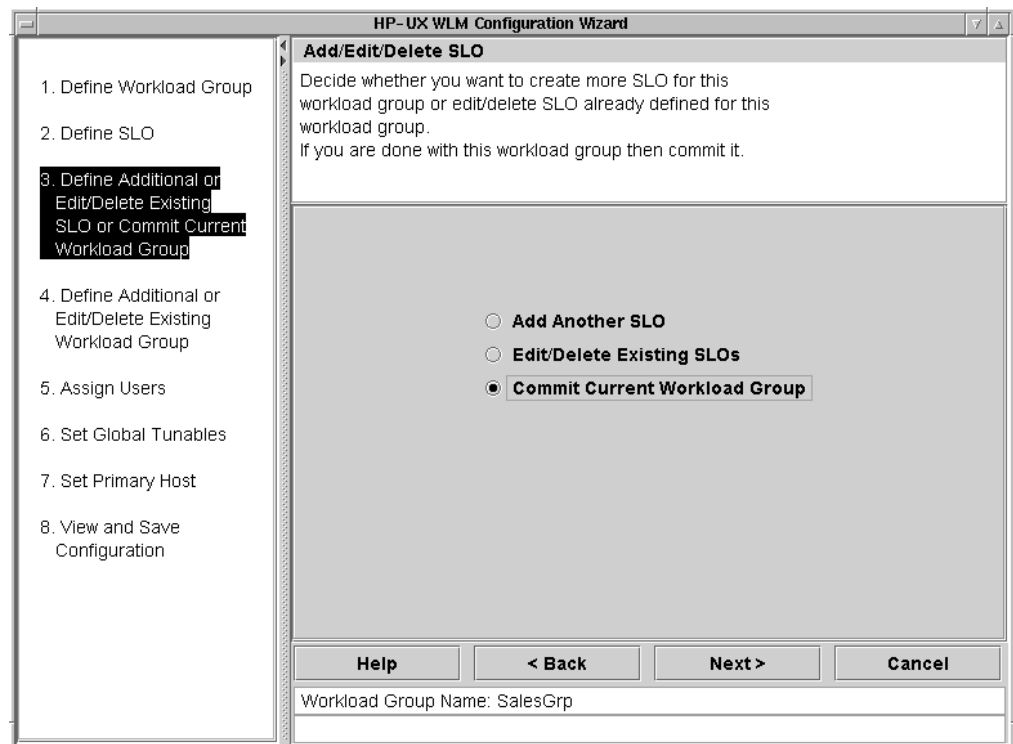 HP-UX WLM Configuration Wizard
1. Define Workload Group
2. Define SLO
3. Define Additional or
Edit/Delete Existing
SLO or Commit Current
Workload Group
4. Define Additional or
Edit/Delete Existing
Workload Group
5. Assign Users
6. Set Global Tunables
7. Set Primary Host
8. View and Save
Configuration
Add/Edit/Delete SLO
Decide whether you want to create more SLO for this
workload group or edit/delete SLO already defined for this
workload group.
If you are done with this workload group then commit it.
Add Another SLO
Edit/Delete Existing SLOs
Commit Current Workload Group
Help < Back Next > Cancel
Workload Group Name: SalesGrp